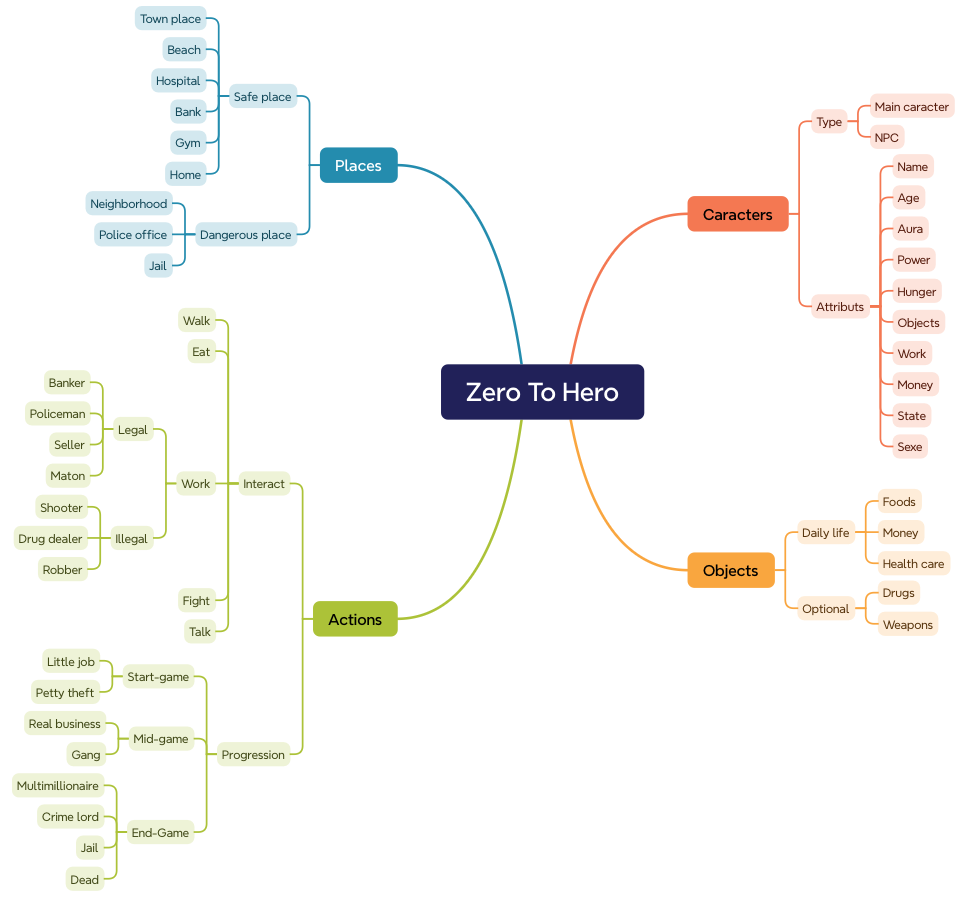 Zero To Hero
Places
Safe place
Town place
Beach
Hospital
Bank
Gym
Home
Dangerous place
Neighborhood
Police office
Jail
Caracters
Type
Main caracter
NPC
Attributs
Name
Age
Aura
Power
Hunger
Objects
Work
Money
State
Sexe
Objects
Daily life
Foods
Money
Health care
Optional
Drugs
Weapons
Actions
Interact
Walk
Eat
Work
Legal
Banker
Policeman
Seller
Maton
Illegal
Shooter
Drug dealer
Robber
Fight
Talk
Progression
Start-game
Little job
Petty theft
Mid-game
Real business
Gang
End-Game
Multimillionaire
Crime lord
Jail
Dead